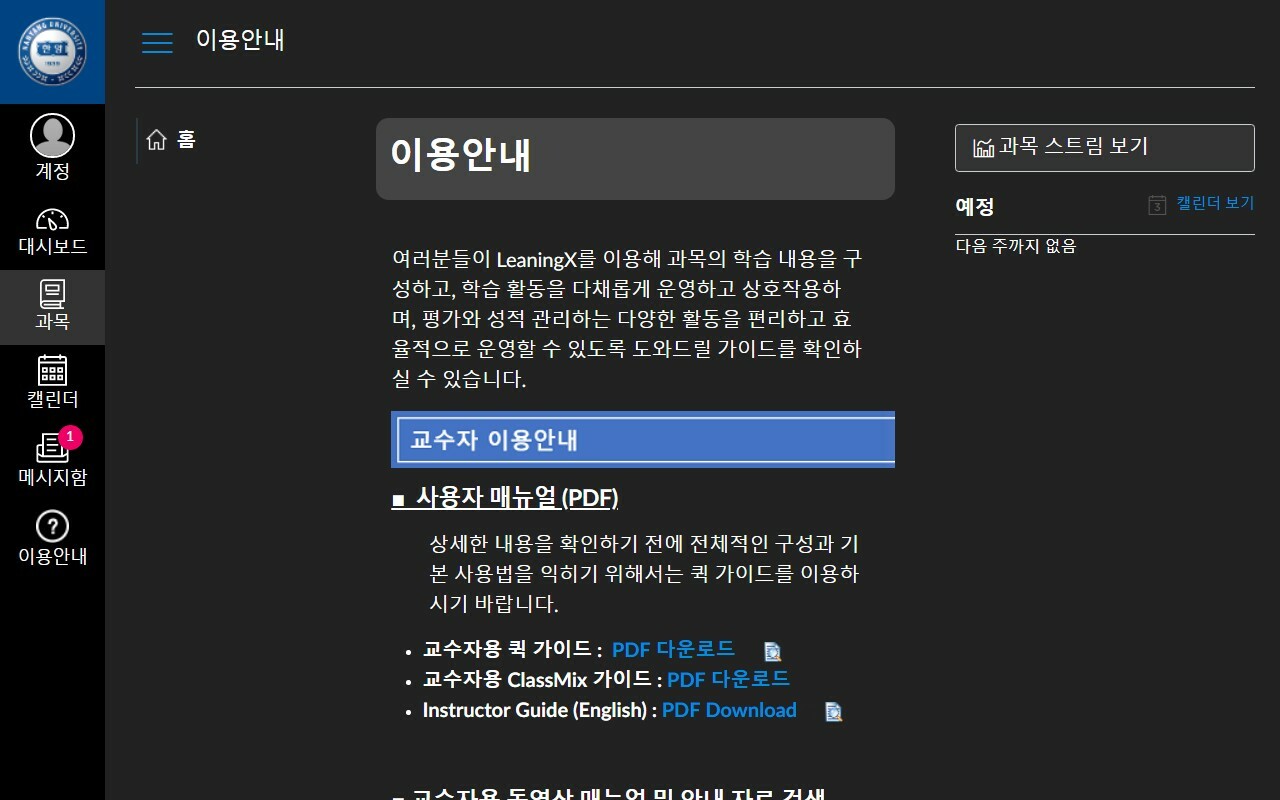 HANYANG UNIVERSITY
한양
이용안내
계정
대시보드
과목
캘린더
1
메시지함
이용안내
홈
이용안내
여러분들이 LeaningX를 이용해 과목의 학습 내용을 구
성하고, 학습 활동을 다채롭게 운영하고 상호작용하
며, 평가와 성적 관리하는 다양한 활동을 편리하고 효
율적으로 운영할 수 있도록 도와드릴 가이드를 확인하
실 수 있습니다.
교수자 이용안내
■ 사용자 매뉴얼 (PDF)
상세한 내용을 확인하기 전에 전체적인 구성과 기
본 사용법을 익히기 위해서는 퀵 가이드를 이용하
시기 바랍니다.
• 교수자용 퀵 가이드 : PDF 다운로드
• 교수자용 ClassMix 가이드 : PDF 다운로드
• Instructor Guide (English) : PDF Download
■ 교수자용 동영상 매뉴얼 및 안내 자료 검색
과목 스트림 보기
예정
3
캘린더 보기
다음 주까지 없음